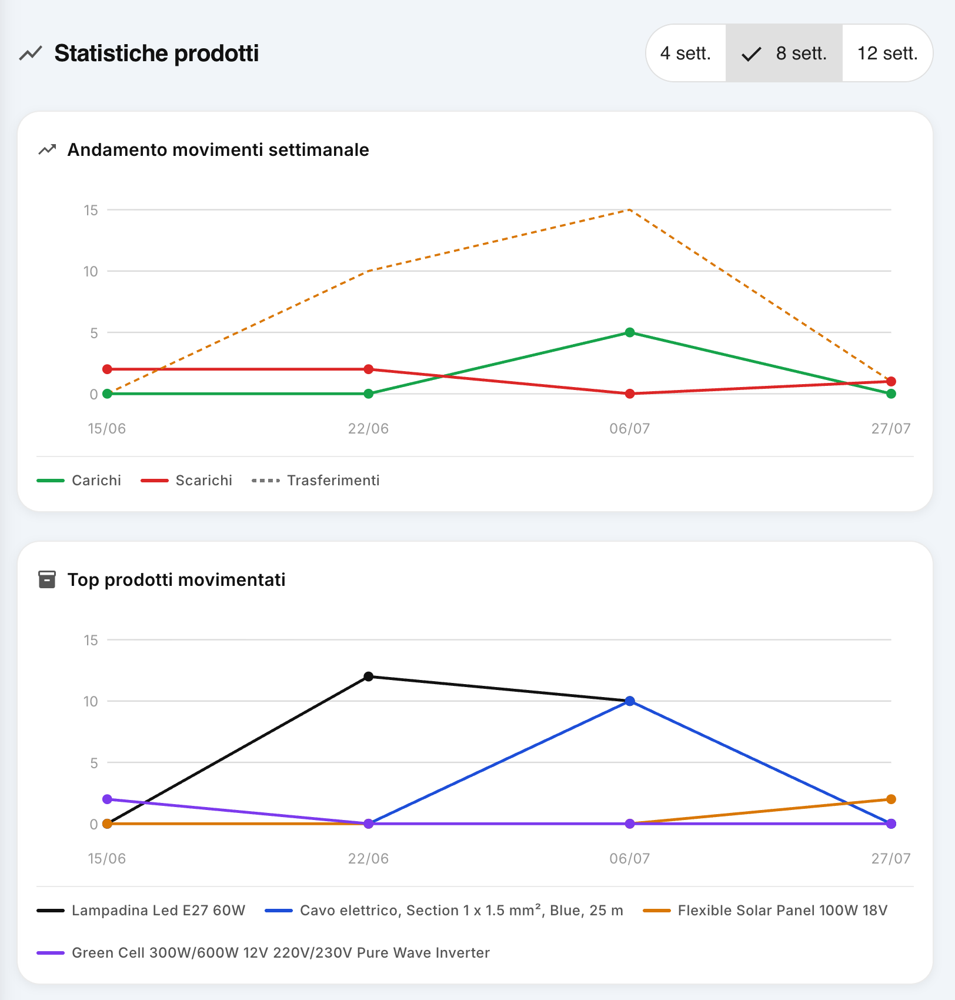 Statistiche prodotti
4 sett. 8 sett. 12 sett.
Andamento movimenti settimanale
15
10
5
0
15/06 22/06 06/07 27/07
Carichi Scarichi Trasferimenti
Top prodotti movimentati
15
10
5
0
15/06 22/06 06/07 27/07
Lampadina Led E27 60W Cavo elettrico, Section 1 x 1.5 mm², Blue, 25 m Flexible Solar Panel 100W 18V
Green Cell 300W/600W 12V 220V/230V Pure Wave Inverter